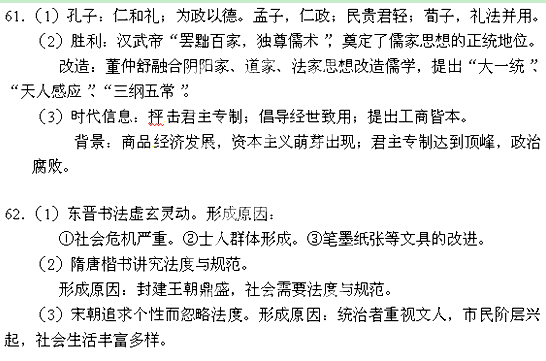 61.（1）孔子：仁和礼；为政以德。孟子，仁政；民贵君轻；荀子，礼法并用。
（2）胜利：汉武帝“罢黜百家，独尊儒术”，奠定了儒家思想的正统地位。
改造：董仲舒融合阴阳家、道家、法家思想改造儒学，提出“大一统”、
“天人感应”、“三纲五常”。
（3）时代信息：抨击君主专制；倡导经世致用；提出工商皆本。
背景：商品经济发展，资本主义萌芽出现；君主专制达到顶峰，政治
腐败。
62.（1）东晋书法虚玄灵动。形成原因：
①社会危机严重。②士人群体形成。③笔墨纸张等文具的改进。
（2）隋唐楷书讲究法度与规范。
形成原因：封建王朝鼎盛，社会需要法度与规范。
（3）宋朝追求个性而忽略法度。形成原因：统治者重视文人，市民阶层兴
起，社会生活丰富多样。